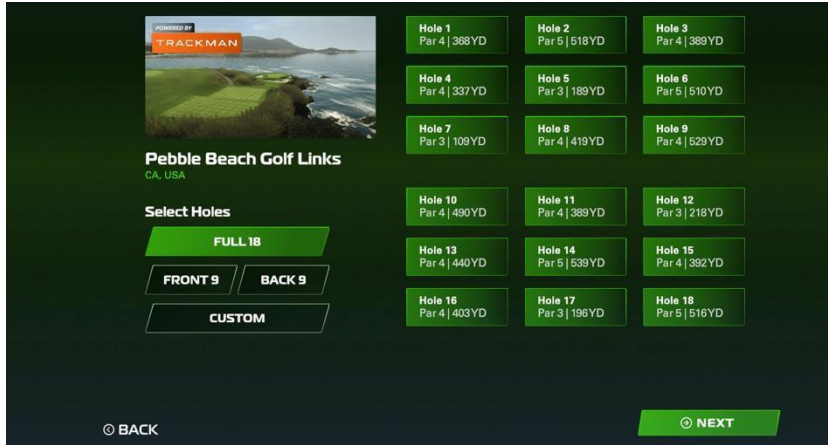 POWERED BY
TRACKMAN
Pebble Beach Golf Links
CA, USA
Select Holes
FULL 18
FRONT 9
BACK 9
CUSTOM
Hole 1
Par 4 | 368YD
Hole 2
Par 5 | 518YD
Hole 3
Par 4 | 389YD
Hole 4
Par 4 | 337YD
Hole 5
Par 3 | 189YD
Hole 6
Par 5 | 510YD
Hole 7
Par 3 | 109YD
Hole 8
Par 4 | 419YD
Hole 9
Par 4 | 529YD
Hole 10
Par 4 | 490YD
Hole 11
Par 4 | 389YD
Hole 12
Par 3 | 218YD
Hole 13
Par 4 | 440YD
Hole 14
Par 5 | 539YD
Hole 15
Par 4 | 392YD
Hole 16
Par 4 | 403YD
Hole 17
Par 3 | 196YD
Hole 18
Par 5 | 516YD
BACK
NEXT